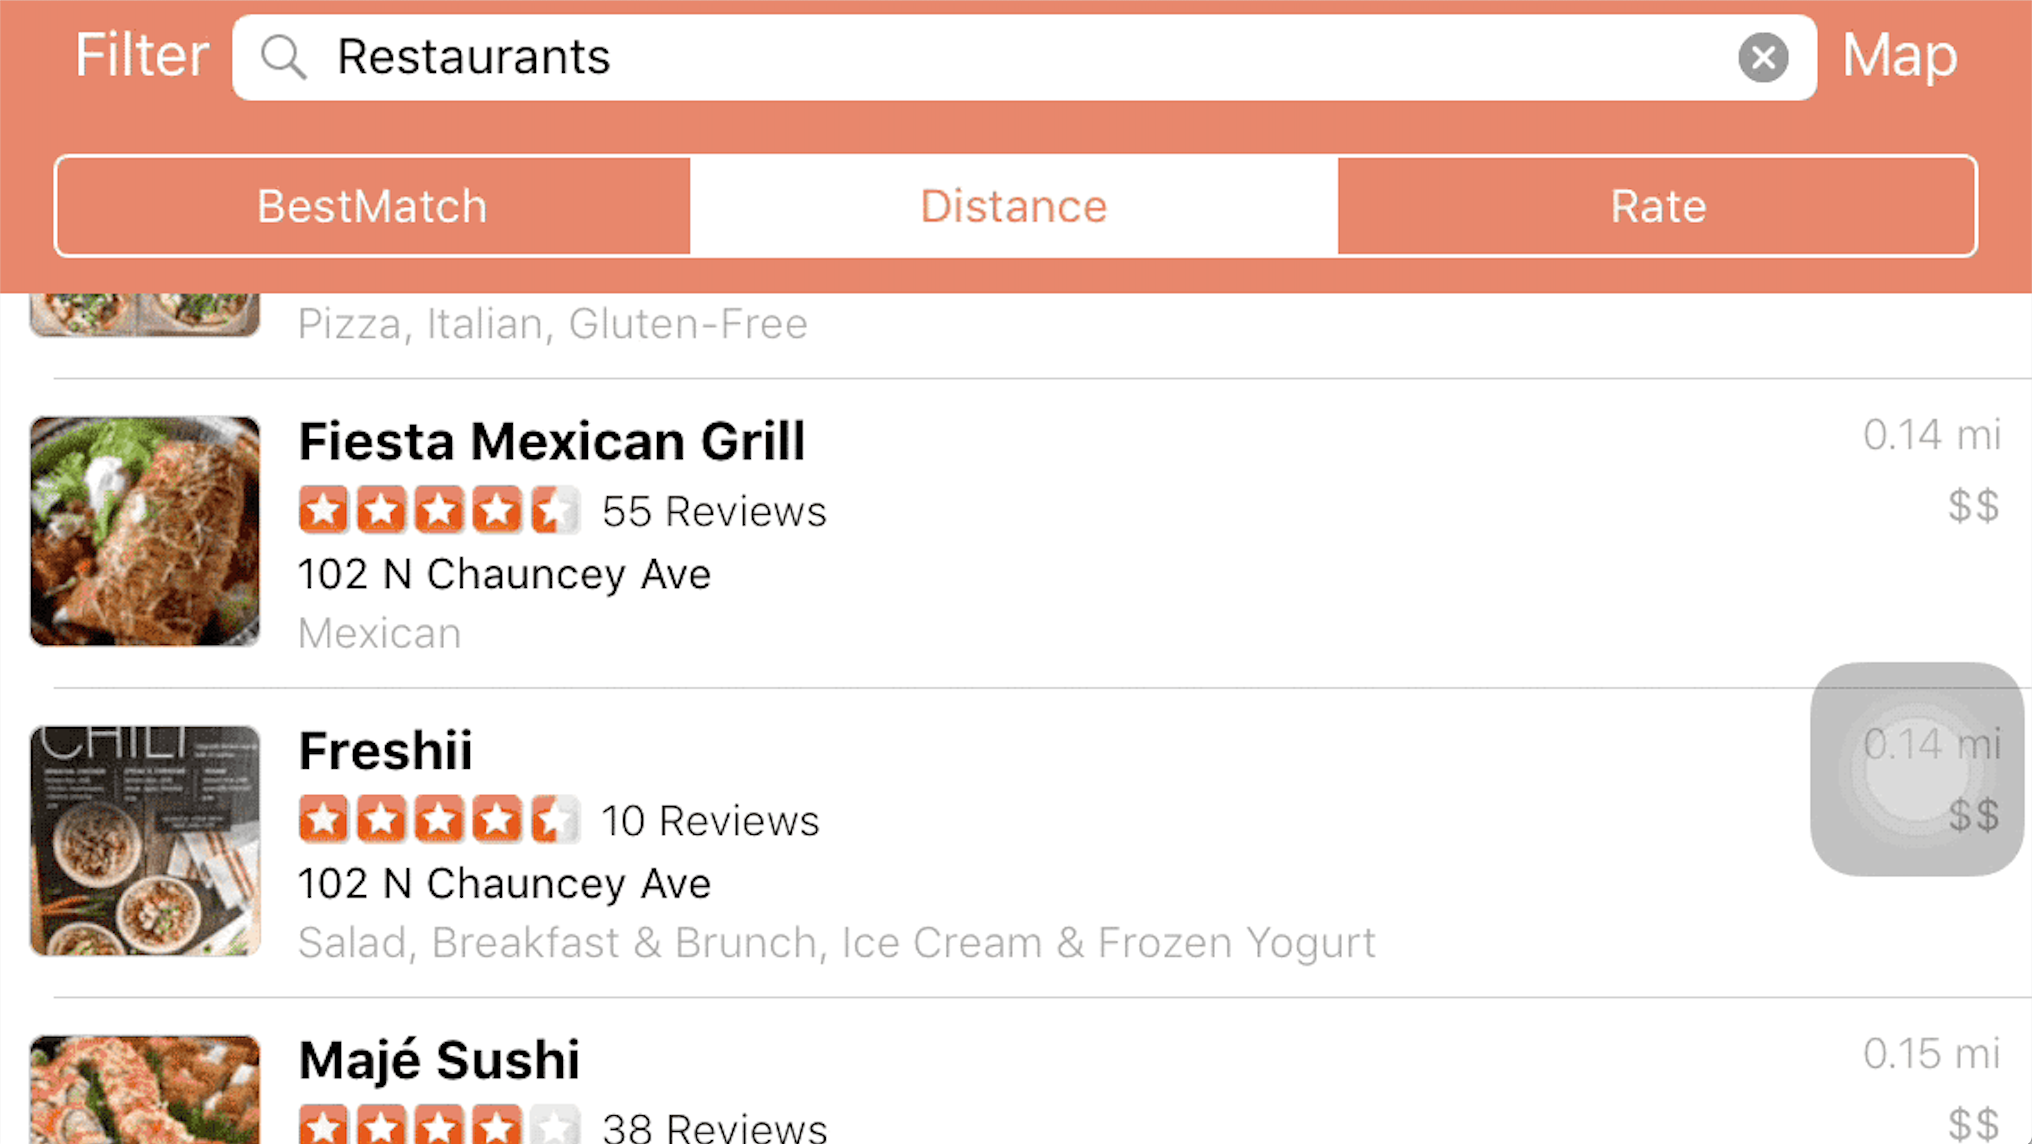 Filter Restaurants Map
BestMatch Distance Rate
Pizza, Italian, Gluten-Free
Fiesta Mexican Grill 0.14 mi
55 Reviews $$
102 N Chauncey Ave
Mexican
CHILI
Freshii 0.14 mi
10 Reviews $$
102 N Chauncey Ave
Salad, Breakfast & Brunch, Ice Cream & Frozen Yogurt
Majé Sushi 0.15 mi
38 Reviews $$